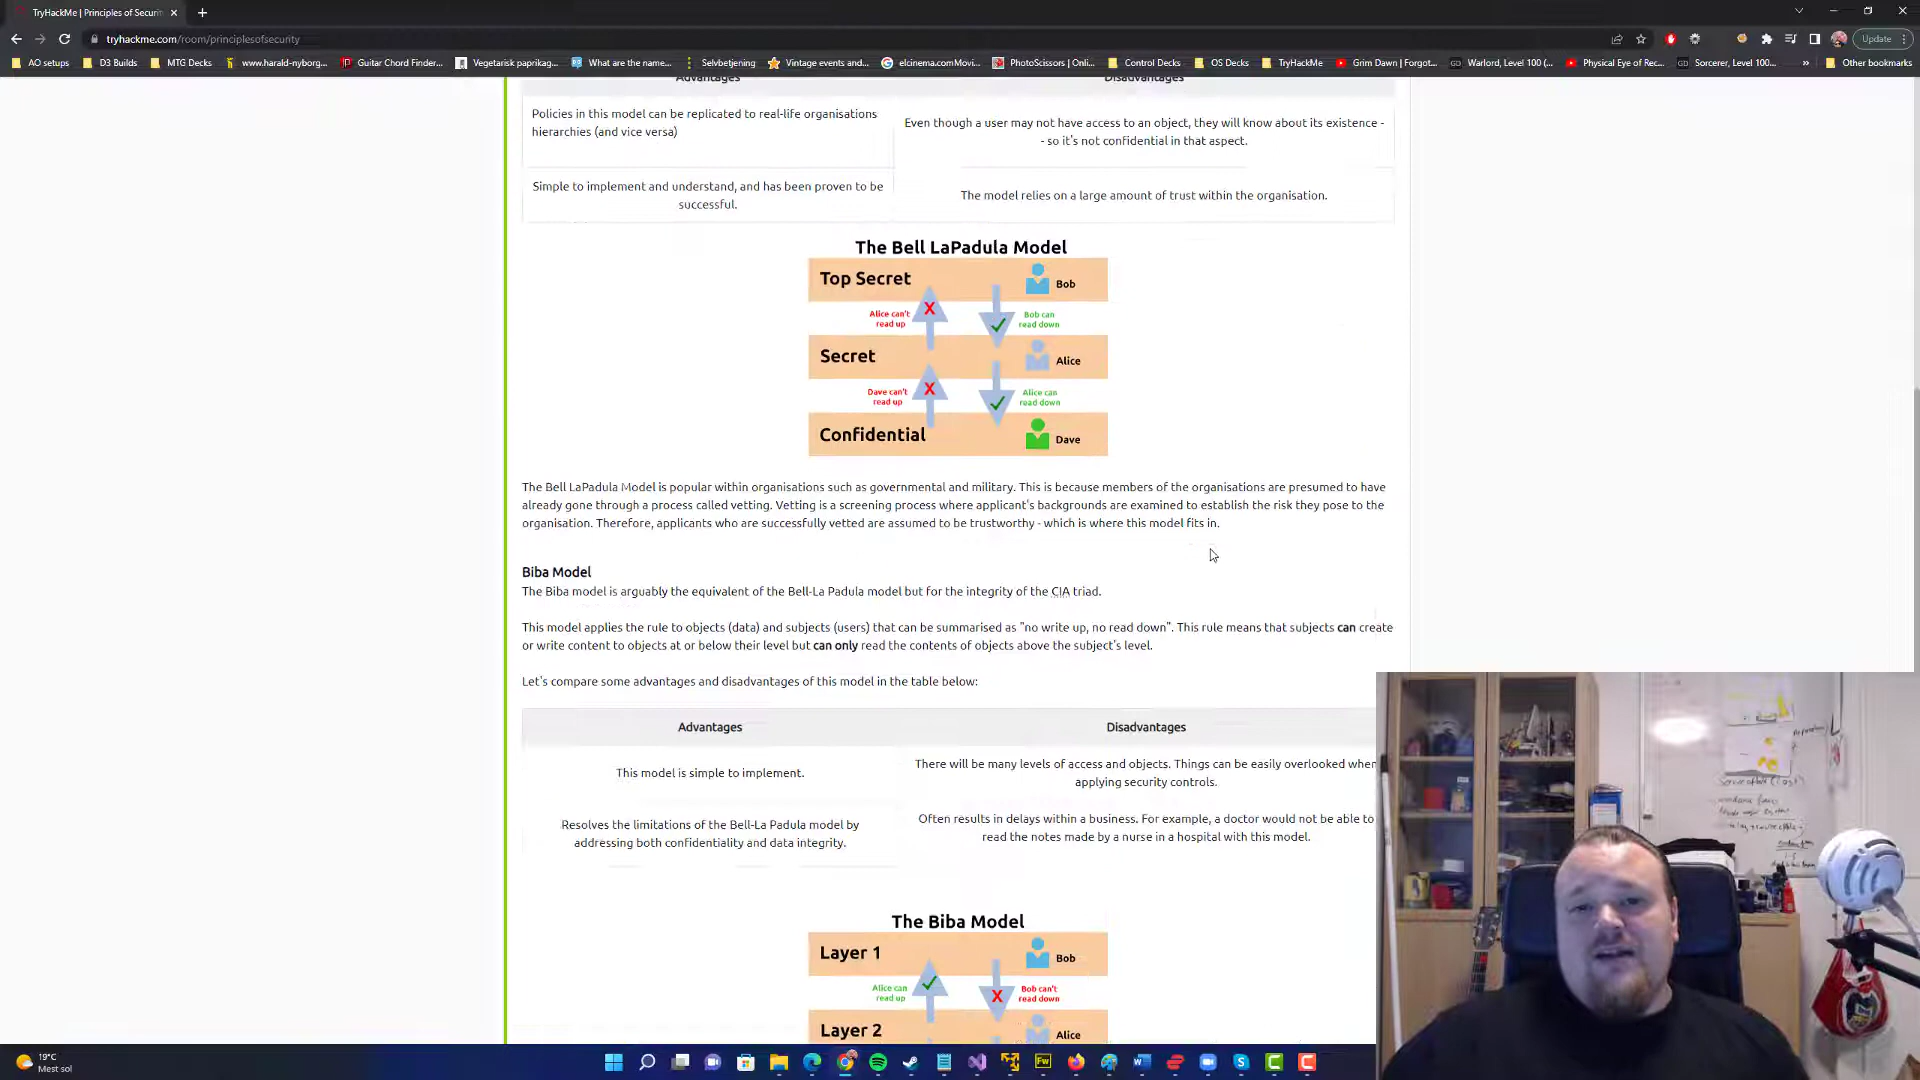 TryHackMe | Principles of Securi
tryhackme.com/room/principlesofsecurity
Update
AO setups
D3 Builds
MTG Decks
www.harald-nyborg...
Guitar Chord Finder...
Vegetarisk paprikag...
What are the name...
Selvbetjening
Vintage events and...
elcinema.comMovi...
PhotoScissors | Onli...
Control Decks
OS Decks
TryHackMe
Grim Dawn | Forgot...
Warlord, Level 100 (...
Physical Eye of Rec...
Sorcerer, Level 100...
»
Other bookmarks
Advantages
Disadvantages
Policies in this model can be replicated to real-life organisations
hierarchies (and vice versa)
Even though a user may not have access to an object, they will know about its existence -
- so it's not confidential in that aspect.
Simple to implement and understand, and has been proven to be
successful.
The model relies on a large amount of trust within the organisation.
The Bell LaPadula Model
Top Secret
Bob
Alice can't
read up
X
Bob can
read down
Secret
Alice
Dave can't
read up
X
Alice can
read down
Confidential
Dave
The Bell LaPadula Model is popular within organisations such as governmental and military. This is because members of the organisations are presumed to have
already gone through a process called vetting. Vetting is a screening process where applicant's backgrounds are examined to establish the risk they pose to the
organisation. Therefore, applicants who are successfully vetted are assumed to be trustworthy - which is where this model fits in.
Biba Model
The Biba model is arguably the equivalent of the Bell-La Padula model but for the integrity of the CIA triad.
This model applies the rule to objects (data) and subjects (users) that can be summarised as "no write up, no read down". This rule means that subjects can create
or write content to objects at or below their level but can only read the contents of objects above the subject's level.
Let's compare some advantages and disadvantages of this model in the table below:
Advantages
Disadvantages
This model is simple to implement.
There will be many levels of access and objects. Things can be easily overlooked when
applying security controls.
Resolves the limitations of the Bell-La Padula model by
addressing both confidentiality and data integrity.
Often results in delays within a business. For example, a doctor would not be able to
read the notes made by a nurse in a hospital with this model.
The Biba Model
Layer 1
Bob
Alice can
read up
X
Bob can't
read down
Layer 2
Alice
19°C
Mest sol